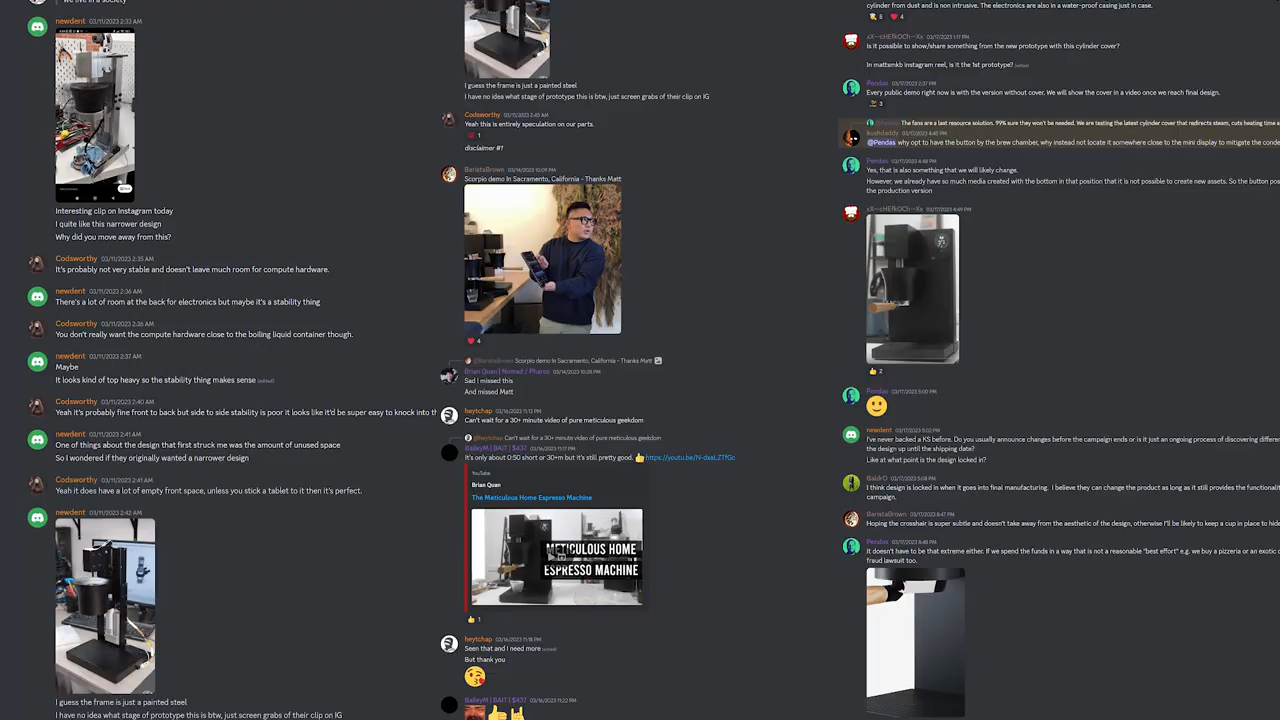 we live in a society
newdent 03/11/2023 2:33 AM
Interesting clip on Instagram today
I quite like this narrower design
Why did you move away from this?
Codsworthy 03/11/2023 2:35 AM
It's probably not very stable and doesn't leave much room for compute hardware.
newdent 03/11/2023 2:36 AM
There's a lot of room at the back for electronics but maybe it's a stability thing
Codsworthy 03/11/2023 2:36 AM
You don't really want the compute hardware close to the boiling liquid container though.
newdent 03/11/2023 2:37 AM
Maybe
It looks kind of top heavy so the stability thing makes sense (edited)
Codsworthy 03/11/2023 2:40 AM
Yeah it's probably fine front to back but side to side stability is poor it looks like it'd be super easy to knock into th
newdent 03/11/2023 2:41 AM
One of things about the design that first struck me was the amount of unused space
So I wondered if they originally wanted a narrower design
Codsworthy 03/11/2023 2:41 AM
Yeah it does have a lot of empty front space, unless you stick a tablet to it then it's perfect.
newdent 03/11/2023 2:42 AM
I guess the frame is just a painted steel
I have no idea what stage of prototype this is btw, just screen grabs of their clip on IG
I guess the frame is just a painted steel
I have no idea what stage of prototype this is btw, just screen grabs of their clip on IG
Codsworthy 03/11/2023 2:45 AM
Yeah this is entirely speculation on our parts.
1
disclaimer #1
BaristaBrown 03/14/2023 10:09 PM
Scorpio demo In Sacramento, California - Thanks Matt
4
@BaristaBrown Scorpio demo In Sacramento, California - Thanks Matt
Brian Quan | Nomad / Pharos 03/14/2023 10:28 PM
Sad I missed this
And missed Matt
heytchap 03/16/2023 11:13 PM
Can't wait for a 30+ minute video of pure meticulous geekdom
@heytchap Can't wait for a 30+ minute video of pure meticulous geekdom
BaileyM | BAIT | $437 03/16/2023 11:17 PM
It's only about 0:50 short or 30+m but it's still pretty good. https://youtu.be/N-dxaLZTfGc
YouTube
Brian Quan
The Meticulous Home Espresso Machine
METICULOUS HOME
ESPRESSO MACHINE
1
heytchap 03/16/2023 11:18 PM
Seen that and I need more (edited)
But thank you
BaileyM | BAIT | $437 03/16/2023 11:22 PM
cylinder from dust and is non intrusive. The electronics are also in a water-proof casing just in case.
5 4
xX--cHEfkOCh--Xx 03/17/2023 1:17 PM
Is it possible to show/share something from the new prototype with this cylinder cover?
In mattsmkb instagram reel, is it the 1st prototype? (edited)
Pendas 03/17/2023 2:37 PM
Every public demo right now is with the version without cover. We will show the cover in a video once we reach final design.
3
The fans are a last resource solution. 99% sure they won't be needed. We are testing the latest cylinder cover that redirects steam, cuts heating time a
kushdaddy 03/17/2023 4:43 PM
@Pendas why opt to have the button by the brew chamber, why instead not locate it somewhere close to the mini display to mitigate the conde
Pendas 03/17/2023 4:48 PM
Yes, that is also something that we will likely change.
However, we already have so much media created with the bottom in that position that it is not possible to create new assets. So the button po
the production version
xX--cHEfkOCh--Xx 03/17/2023 4:49 PM
2
Pendas 03/17/2023 5:00 PM
newdent 03/17/2023 5:02 PM
I've never backed a KS before. Do you usually announce changes before the campaign ends or is it just an ongoing process of discovering differen
the design up until the shipping date?
Like at what point is the design locked in?
BaldrO 03/17/2023 5:08 PM
I think design is locked in when it goes into final manufacturing. I believe they can change the product as long as it still provides the functionali
campaign.
BaristaBrown 03/17/2023 8:47 PM
Hoping the crosshair is super subtle and doesn't take away from the aesthetic of the design, otherwise I'll be likely to keep a cup in place to hide
Pendas 03/17/2023 8:48 PM
It doesn't have to be that extreme either. If we spend the funds in a way that is not a reasonable "best effort" e.g. we buy a pizzeria or an exotic c
fraud lawsuit too.